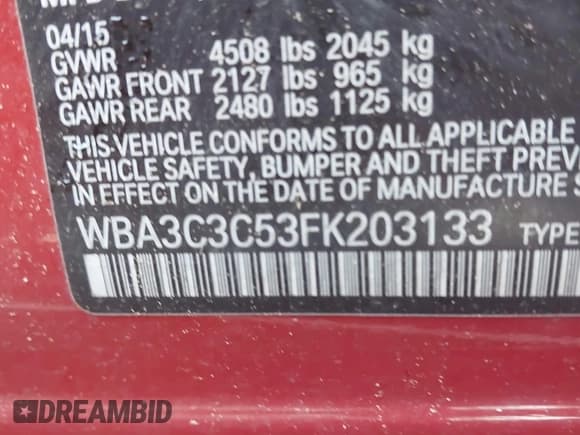 04/15
GVWR 4508 lbs 2045 kg
GAWR FRONT 2127 lbs 965 kg
GAWR REAR 2480 lbs 1125 kg
THIS VEHICLE CONFORMS TO ALL APPLICABLE
VEHICLE SAFETY, BUMPER AND THEFT PREV
IN EFFECT ON THE DATE OF MANUFACTURE S
WBA3C3C53FK203133 TYPE
DREAMBID